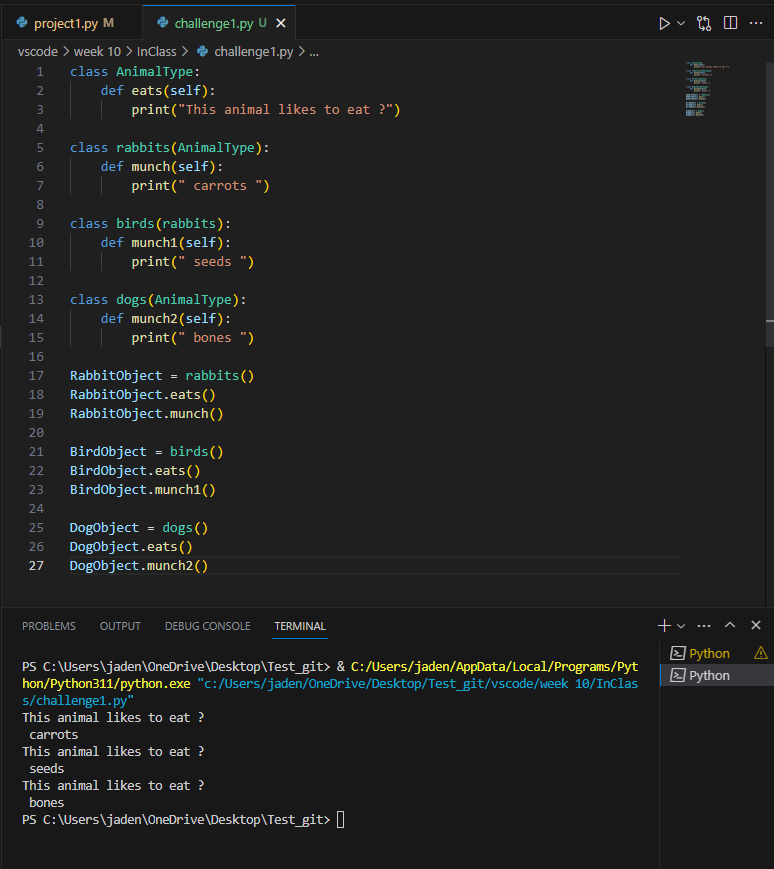 project1.py M
challenge1.py U
vscode > week 10 > InClass > challenge1.py > ...
1 class AnimalType:
2 def eats(self):
3 print("This animal likes to eat ?")
4
5 class rabbits(AnimalType):
6 def munch(self):
7 print(" carrots ")
8
9 class birds(rabbits):
10 def munch1(self):
11 print(" seeds ")
12
13 class dogs(AnimalType):
14 def munch2(self):
15 print(" bones ")
16
17 RabbitObject = rabbits()
18 RabbitObject.eats()
19 RabbitObject.munch()
20
21 BirdObject = birds()
22 BirdObject.eats()
23 BirdObject.munch1()
24
25 DogObject = dogs()
26 DogObject.eats()
27 DogObject.munch2()
PROBLEMS OUTPUT DEBUG CONSOLE TERMINAL
PS C:\Users\jaden\OneDrive\Desktop\Test_git> & C:/Users/jaden/AppData/Local/Programs/Pyt
hon/Python311/python.exe "c:/Users/jaden/OneDrive/Desktop/Test_git/vscode/week 10/InClas
s/challenge1.py"
This animal likes to eat ?
carrots
This animal likes to eat ?
seeds
This animal likes to eat ?
bones
PS C:\Users\jaden\OneDrive\Desktop\Test_git>
Python
Python